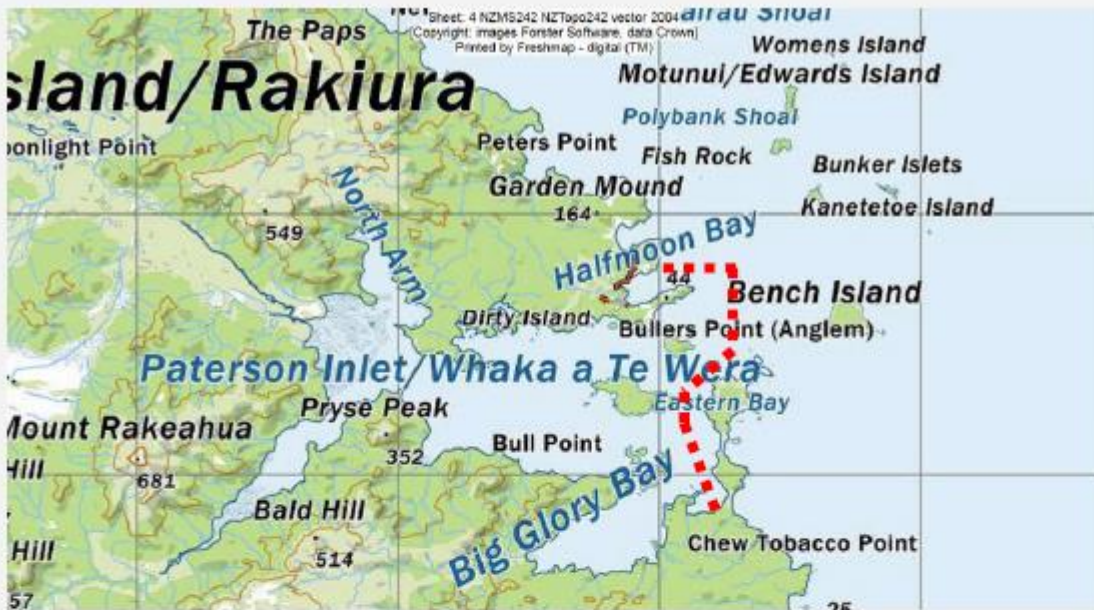 Sheet: 4 NZMS242 NZTopo242 vector 2004
(Copyright: images Forster Software, data Crown)
Printed by Freshmap - digital (TM)
The Paps
Womens Island
Motunui/Edwards Island
Island/Rakiura
Polybank Shoal
Peters Point
Fish Rock
Bunker Islets
Garden Mound
164
Kanetetoe Island
549
North Arm
Halfmoon Bay
44
Bench Island
Dirty Island
Bullers Point (Anglem)
Paterson Inlet/Whaka a Te Wera
Pryse Peak
Eastern Bay
Mount Rakeahua
Bull Point
352
Hill
681
Big Glory Bay
Bald Hill
Chew Tobacco Point
Hill
514
57
25